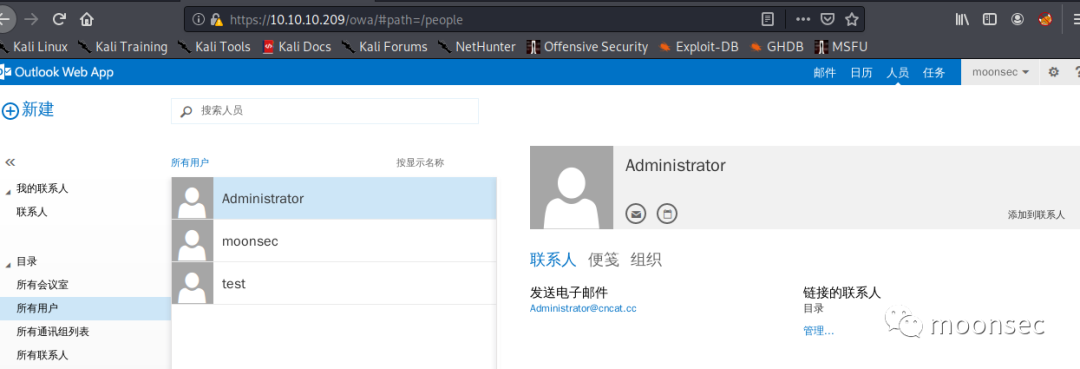 https://10.10.10.209/owa/#path=/people
Kali Linux Kali Training Kali Tools Kali Docs Kali Forums NetHunter Offensive Security Exploit-DB GHDB MSFU
Outlook Web App 邮件 日历 人员 任务 moonsec ?
新建
搜索人员
所有用户 按显示名称
我的联系人
联系人
目录
所有会议室
所有用户
所有通讯组列表
所有联系人
Administrator
moonsec
test
Administrator
添加到联系人
联系人 便笺 组织
发送电子邮件
Administrator@cncat.cc
链接的联系人
目录
管理...
moonsec